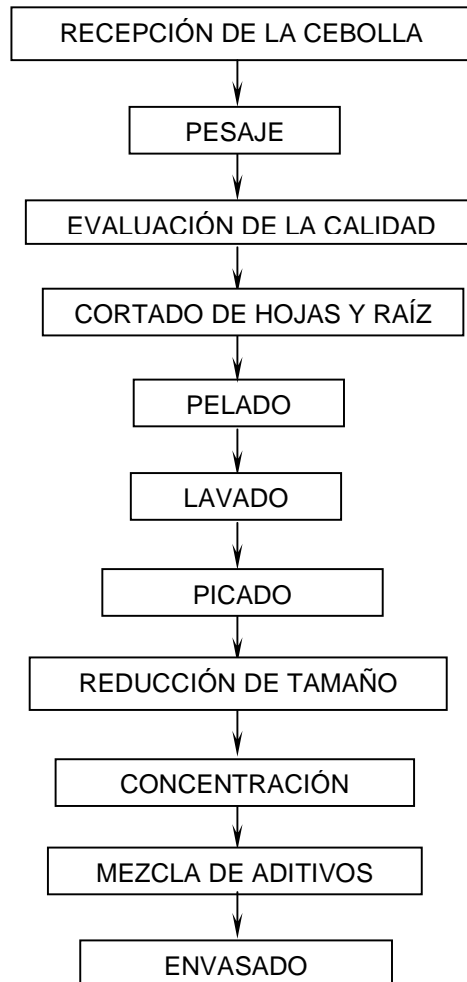 RECEPCIÓN DE LA CEBOLLA
PESAJE
EVALUACIÓN DE LA CALIDAD
CORTADO DE HOJAS Y RAÍZ
PELADO
LAVADO
PICADO
REDUCCIÓN DE TAMAÑO
CONCENTRACIÓN
MEZCLA DE ADITIVOS
ENVASADO